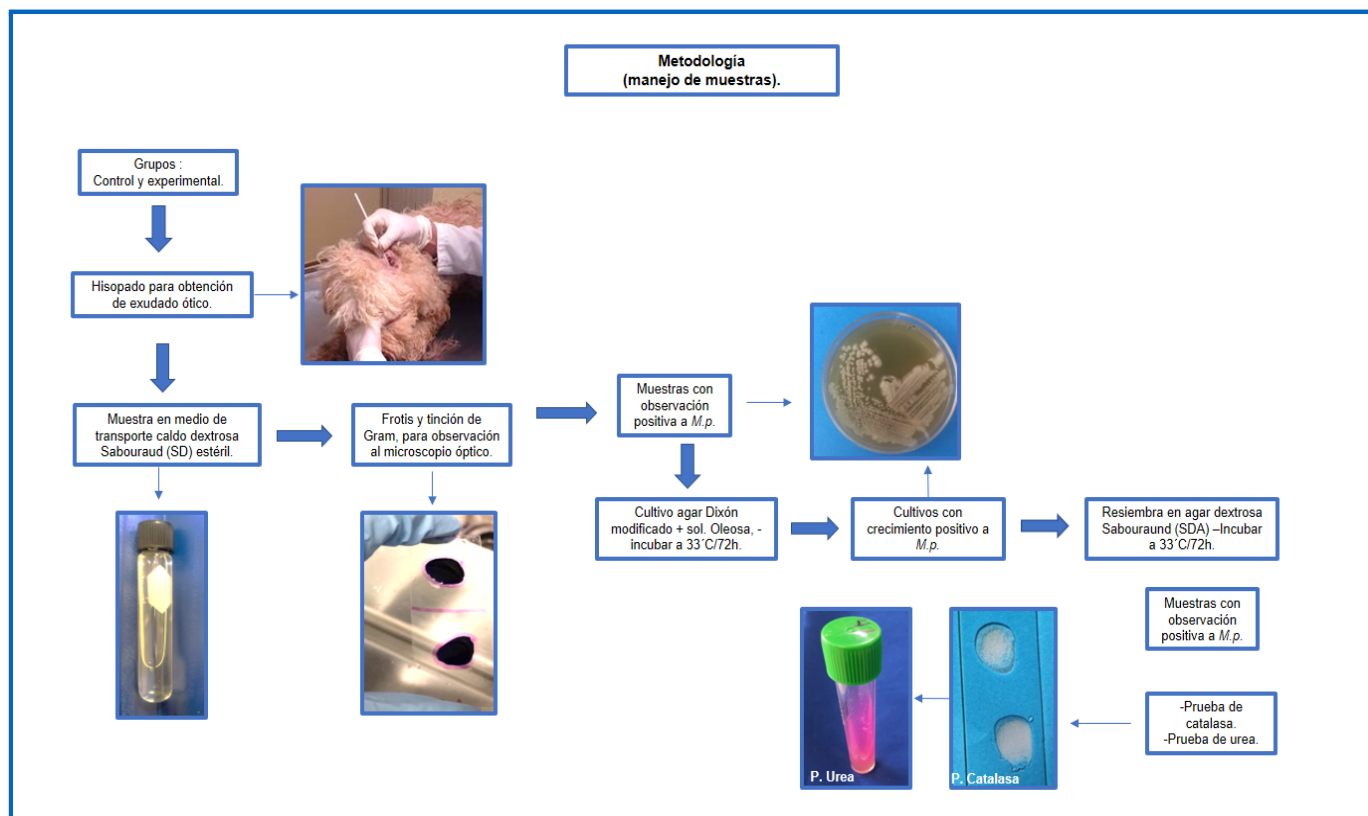 Metodología
(manejo de muestras).
Grupos :
Control y experimental.
Hisopado para obtención
de exudado ótico.
Muestra en medio de
transporte caldo dextrosa
Sabouraud (SD) estéril.
Frotis y tinción de
Gram, para observación
al microscopio óptico.
Muestras con
observación
positiva a M.p.
Cultivo agar Dixón
modificado + sol. Oleosa, -
incubar a 33´C/72h.
Cultivos con
crecimiento positivo a
M.p.
Resiembra en agar dextrosa
Sabouraund (SDA) –Incubar
a 33´C/72h.
Muestras con
observación
positiva a M.p.
-Prueba de
catalasa.
-Prueba de urea.
P. Urea
P. Catalasa